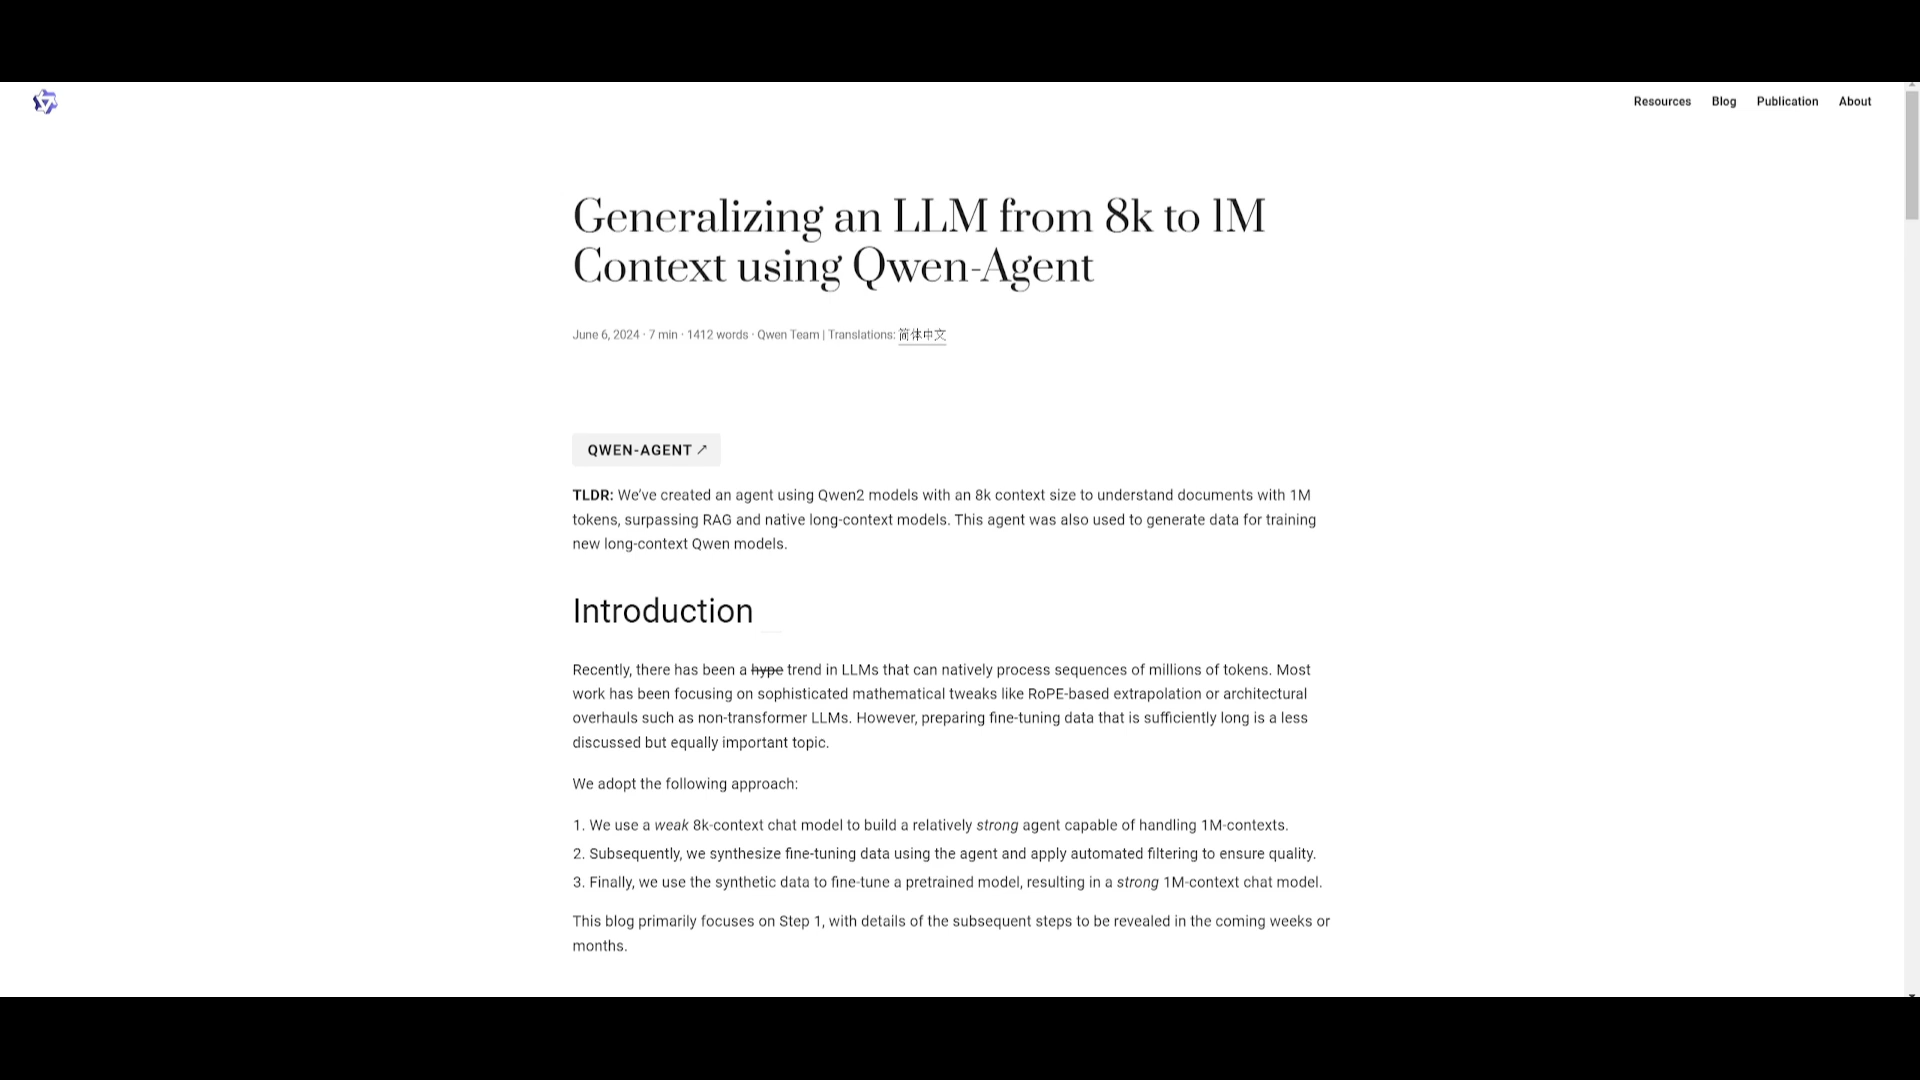 Resources Blog Publication About
Generalizing an LLM from 8k to 1M
Context using Qwen-Agent
June 6, 2024 · 7 min · 1412 words · Qwen Team | Translations: 简体中文
QWEN-AGENT ↗
TLDR: We've created an agent using Qwen2 models with an 8k context size to understand documents with 1M
tokens, surpassing RAG and native long-context models. This agent was also used to generate data for training
new long-context Qwen models.
Introduction
Recently, there has been a hype trend in LLMs that can natively process sequences of millions of tokens. Most
work has been focusing on sophisticated mathematical tweaks like RoPE-based extrapolation or architectural
overhauls such as non-transformer LLMs. However, preparing fine-tuning data that is sufficiently long is a less
discussed but equally important topic.
We adopt the following approach:
1. We use a weak 8k-context chat model to build a relatively strong agent capable of handling 1M-contexts.
2. Subsequently, we synthesize fine-tuning data using the agent and apply automated filtering to ensure quality.
3. Finally, we use the synthetic data to fine-tune a pretrained model, resulting in a strong 1M-context chat model.
This blog primarily focuses on Step 1, with details of the subsequent steps to be revealed in the coming weeks or
months.